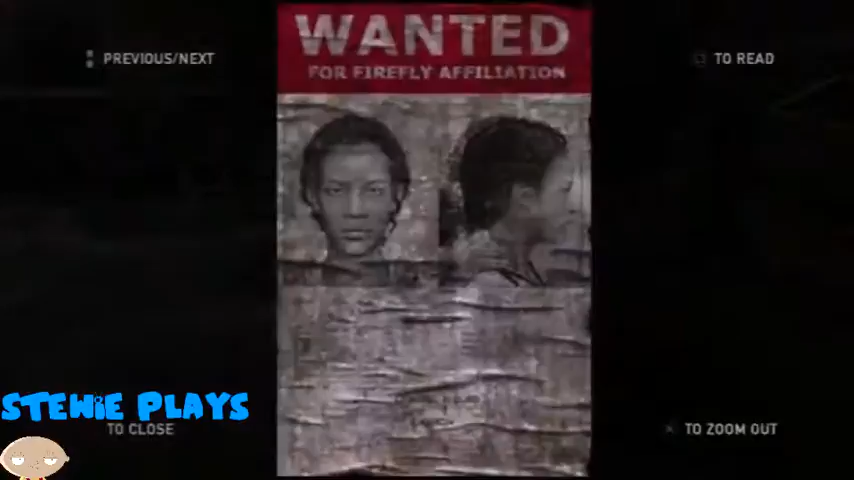 WANTED
FOR FIREFLY AFFILIATION
PREVIOUS/NEXT
TO READ
STEWIE PLAYS
TO CLOSE
TO ZOOM OUT